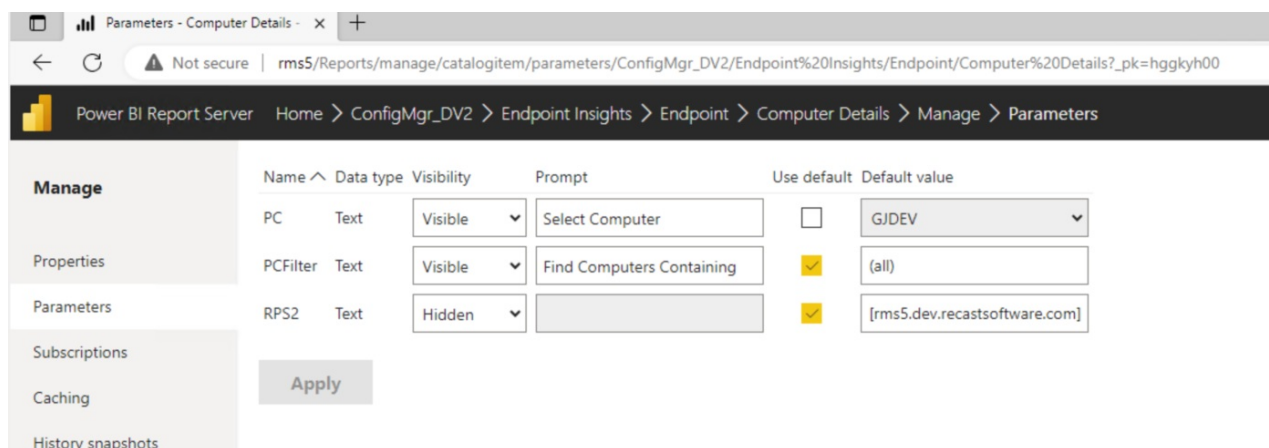 Parameters - Computer Details -
Not secure | rms5/Reports/manage/catalogitem/parameters/ConfigMgr_DV2/Endpoint%20Insights/Endpoint/Computer%20Details?_pk=hggkyh00
Power BI Report Server Home > ConfigMgr_DV2 > Endpoint Insights > Endpoint > Computer Details > Manage > Parameters
Manage
Properties
Parameters
Subscriptions
Caching
History snapshots
Name Data type Visibility Prompt Use default Default value
PC Text Visible Select Computer GJDEV
PCFilter Text Visible Find Computers Containing (all)
RPS2 Text Hidden [rms5.dev.recastsoftware.com]
Apply